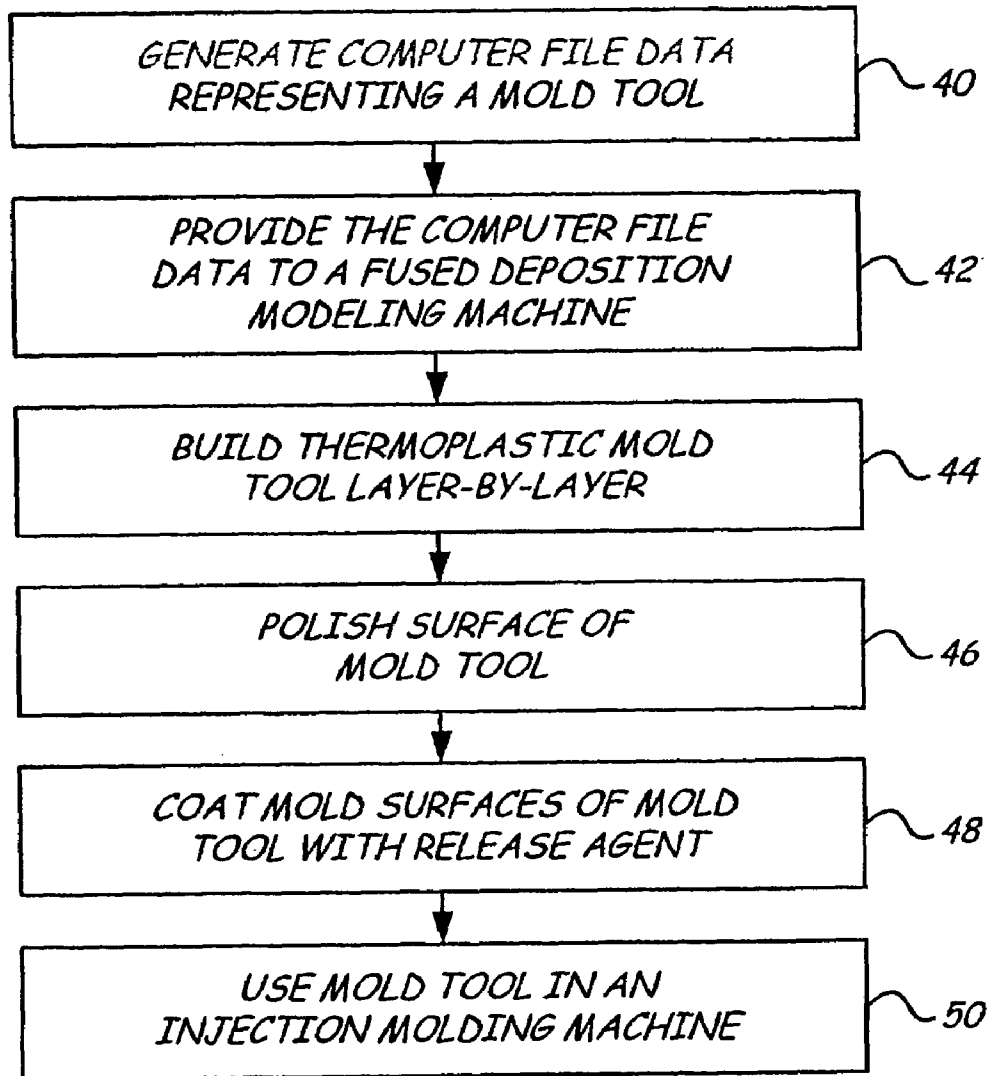 GENERATE COMPUTER FILE DATA
REPRESENTING A MOLD TOOL
40
PROVIDE THE COMPUTER FILE
DATA TO A FUSED DEPOSITION
MODELING MACHINE
42
BUILD THERMOPLASTIC MOLD
TOOL LAYER-BY-LAYER
44
POLISH SURFACE OF
MOLD TOOL
46
COAT MOLD SURFACES OF MOLD
TOOL WITH RELEASE AGENT
48
USE MOLD TOOL IN AN
INJECTION MOLDING MACHINE
50